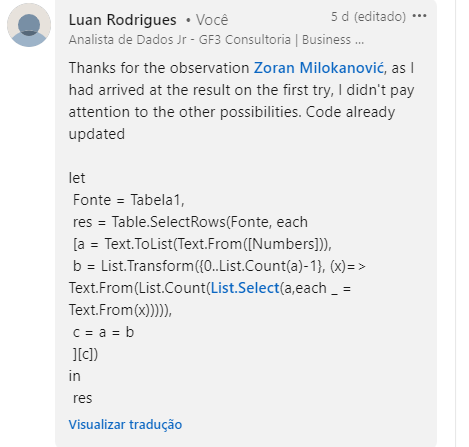 Luan Rodrigues • Você
5 d (editado) •••
Analista de Dados Jr - GF3 Consultoria | Business ...
Thanks for the observation Zoran Milokanović, as I
had arrived at the result on the first try, I didn't pay
attention to the other possibilities. Code already
updated
let
Fonte = Tabela1,
res = Table.SelectRows(Fonte, each
[a = Text.ToList(Text.From([Numbers])),
b = List.Transform({0..List.Count(a)-1}, (x)=>
Text.From(List.Count(List.Select(a,each _ =
Text.From(x))))),
c = a = b
][c])
in
res
Visualizar tradução